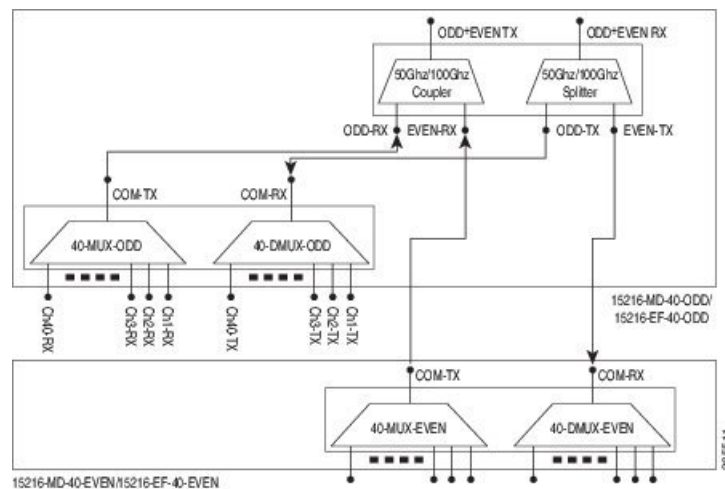 ODD+EVEN TX
ODD+EVEN RX
50Ghz/100Ghz
Coupler
50Ghz/100Ghz
Splitter
ODD-RX
EVEN-RX
ODD-TX
EVEN-TX
COM-TX
COM-RX
40-MUX-ODD
40-DMUX-ODD
Ch40-RX
Ch3-RX
Ch2-RX
Ch1-RX
Ch40-TX
Ch3-TX
Ch2-TX
Ch1-TX
15216-MD-40-ODD/
15216-EF-40-ODD
COM-TX
COM-RX
40-MUX-EVEN
40-DMUX-EVEN
15216-MD-40-EVEN/15216-EF-40-EVEN